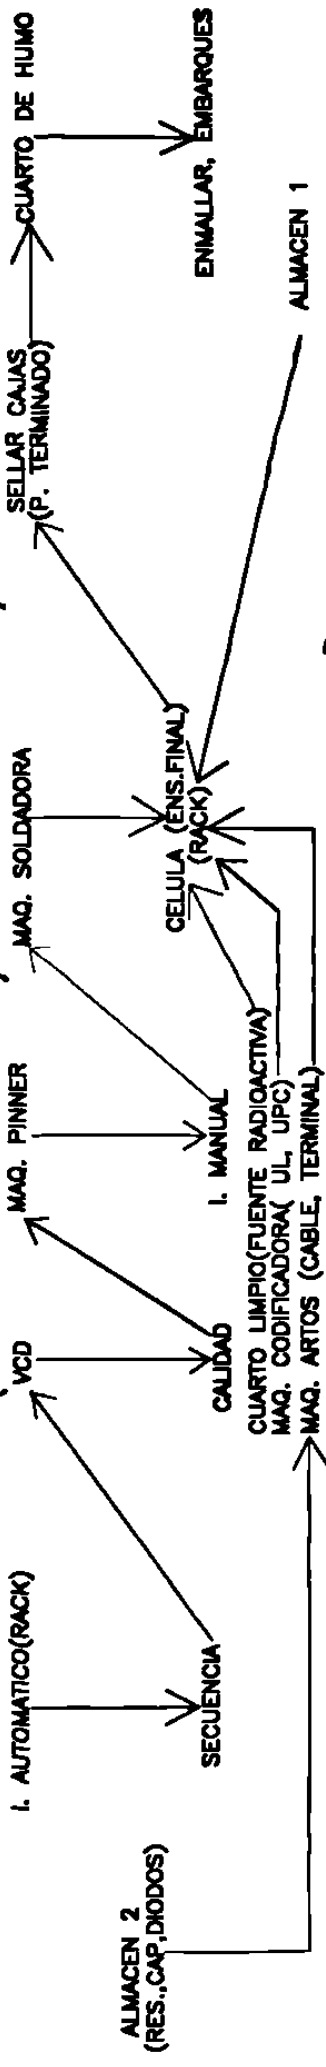 I. AUTOMATICO(RACK)
VCD
MAQ. PINNER
MAQ. SOLDADORA
SELLAR CAJAS
(P. TERMINADO)
CUARTO DE HUMO
ALMACEN 2
(RES.,CAP,DIODOS)
SECUENCIA
CALIDAD
I. MANUAL
CELULA (ENS.FINAL)
(RACK)
ENMALLAR, EMBARQUES
CUARTO LIMPIO(FUENTE RADIOACTIVA)
MAQ. CODIFICADORA( UL, UPC)
MAQ. ARTOS (CABLE, TERMINAL)
ALMACEN 1